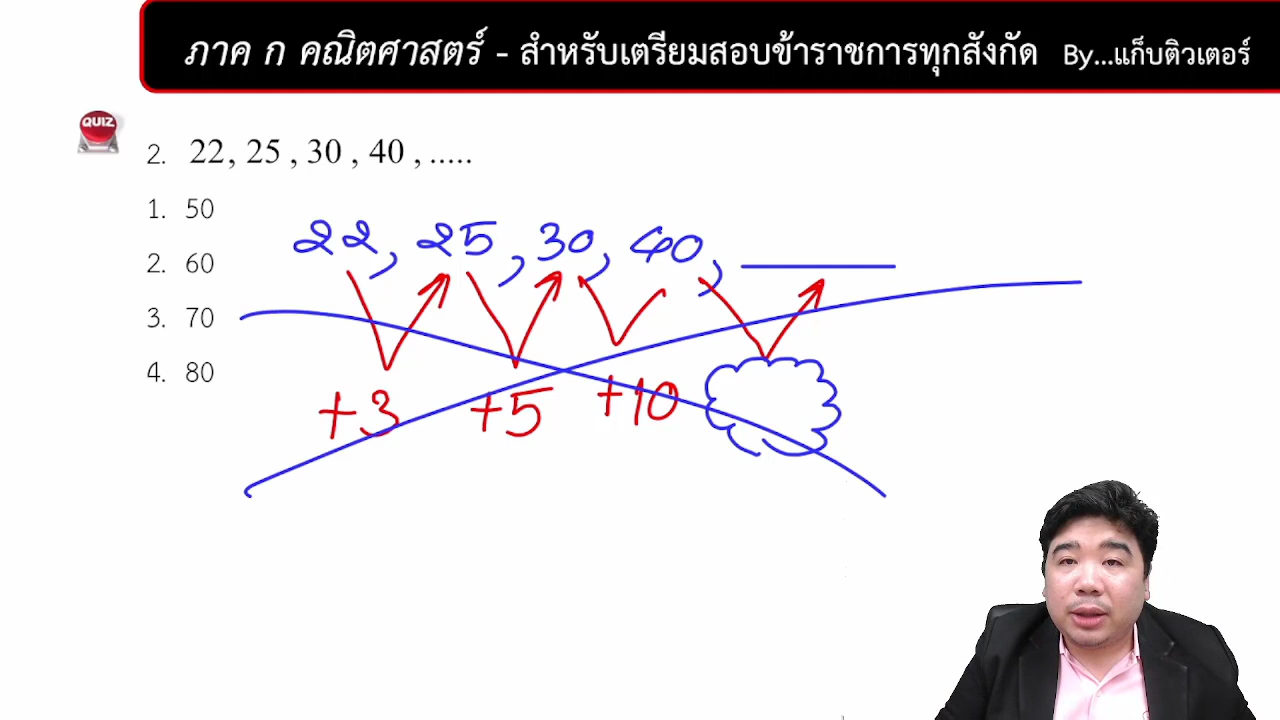 ภาค ก คณิตศาสตร์ - สำหรับเตรียมสอบข้าราชการทุกสังกัด By...แก็บติวเตอร์
QUIZ
2. 22, 25 , 30 , 40 , .....
1. 50
2. 60
3. 70
4. 80
22, 25, 30, 40,
+3 +5 +10